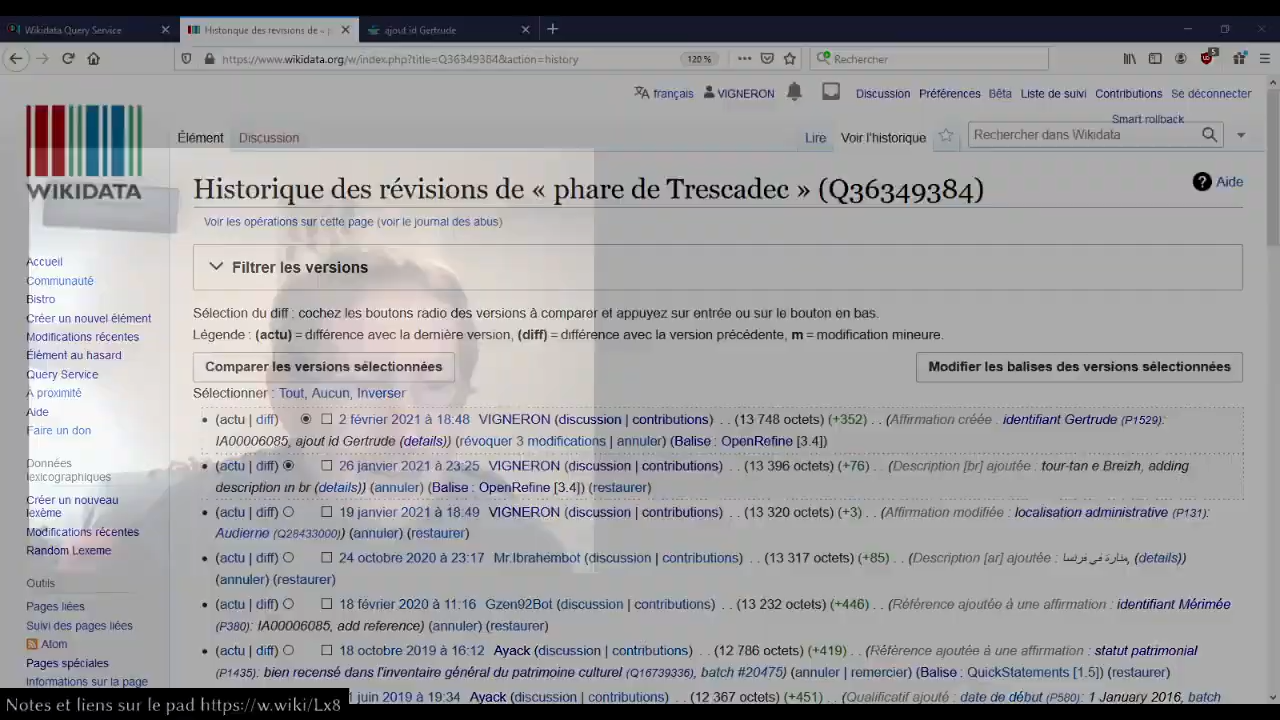 Wikidata Query Service
Historique des révisions de « p
ajout id Gertrude
https://www.wikidata.org/w/index.php?title=Q36349384&action=history
120 %
Rechercher
français VIGNERON Discussion Préférences Bêta Liste de suivi Contributions Se déconnecter
Smart rollback
Élément Discussion Lire Voir l'historique Rechercher dans Wikidata
WIKIDATA
Historique des révisions de « phare de Trescadec » (Q36349384)
Aide
Voir les opérations sur cette page (voir le journal des abus)
Filtrer les versions
Sélection du diff : cochez les boutons radio des versions à comparer et appuyez sur entrée ou sur le bouton en bas.
Légende : (actu) = différence avec la dernière version, (diff) = différence avec la version précédente, m = modification mineure.
Comparer les versions sélectionnées
Modifier les balises des versions sélectionnées
Sélectionner : Tout, Aucun, Inverser
(actu | diff) 2 février 2021 à 18:48 VIGNERON (discussion | contributions) . . (13 748 octets) (+352) . . (Affirmation créée : identifiant Gertrude (P1529):
IA00006085, ajout id Gertrude (details)) (révoquer 3 modifications | annuler) (Balise : OpenRefine [3.4])
(actu | diff) 26 janvier 2021 à 23:25 VIGNERON (discussion | contributions) . . (13 396 octets) (+76) . . (Description [br] ajoutée : tour-tan e Breizh, adding
description in br (details)) (annuler) (Balise : OpenRefine [3.4]) (restaurer)
(actu | diff) 19 janvier 2021 à 18:49 VIGNERON (discussion | contributions) . . (13 320 octets) (+3) . . (Affirmation modifiée : localisation administrative (P131):
Audierne (Q28433000)) (annuler) (restaurer)
(actu | diff) 24 octobre 2020 à 23:17 Mr.Ibrahembot (discussion | contributions) . . (13 317 octets) (+85) . . (Description [ar] ajoutée : منارة في فرنسا, (details))
(annuler) (restaurer)
(actu | diff) 18 février 2020 à 11:16 Gzen92Bot (discussion | contributions) . . (13 232 octets) (+446) . . (Référence ajoutée à une affirmation : identifiant Mérimée
(P380): IA00006085, add reference) (annuler) (restaurer)
(actu | diff) 18 octobre 2019 à 16:12 Ayack (discussion | contributions) . . (12 786 octets) (+419) . . (Référence ajoutée à une affirmation : statut patrimonial
(P1435): bien recensé dans l'inventaire général du patrimoine culturel (Q16739336), batch #20475) (annuler | remercier) (Balise : QuickStatements [1.5]) (restaurer)
juin 2019 à 19:34 Ayack (discussion | contributions) . . (12 367 octets) (+451) . . (Qualificatif ajouté : date de début (P580): 1 January 2016, batch
Accueil
Communauté
Bistro
Créer un nouvel élément
Modifications récentes
Élément au hasard
Query Service
À proximité
Aide
Faire un don
Données
lexicographiques
Créer un nouveau
lexème
Modifications récentes
Random Lexeme
Outils
Pages liées
Suivi des pages liées
Atom
Pages spéciales
Informations sur la page
Notes et liens sur le pad https://w.wiki/Lx8